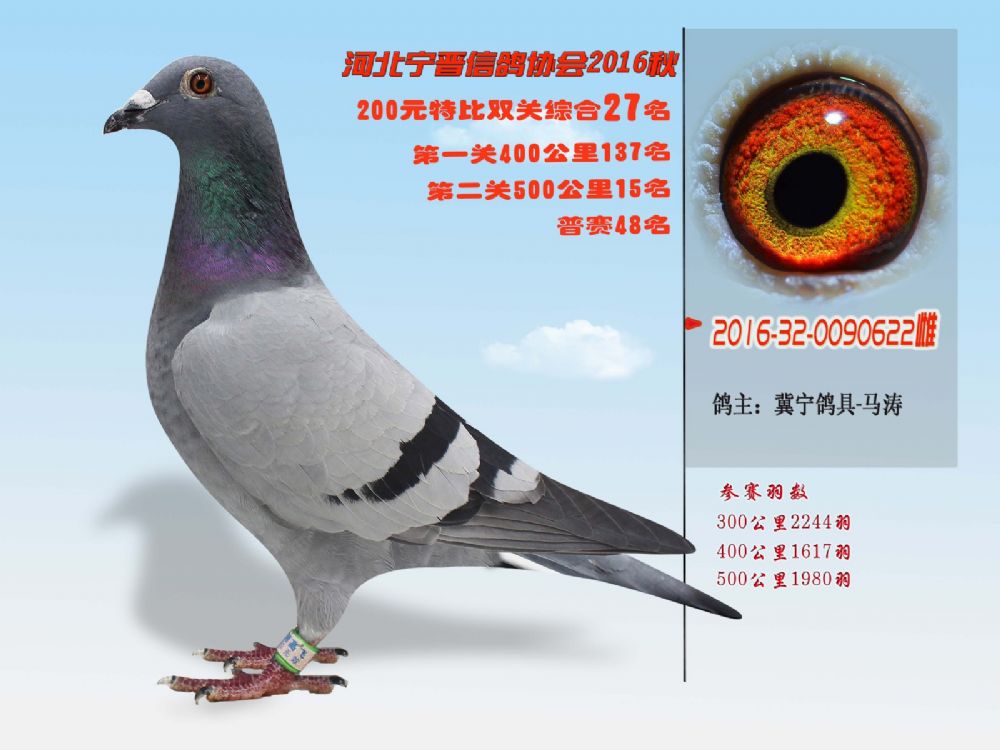 河北宁晋信鸽协会2016秋
200元特比双关综合27名
第一关400公里137名
第二关500公里15名
普赛48名
2016-32-0090622雌
鸽主：冀宁鸽具-马涛
参赛羽数
300公里2244羽
400公里1617羽
500公里1980羽